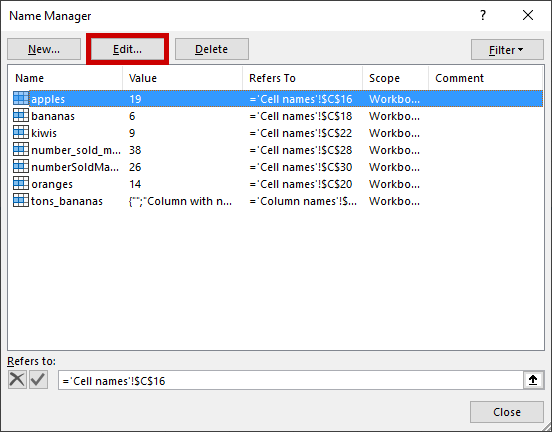 Name Manager
New... Edit... Delete Filter
Name Value Refers To Scope Comment
apples 19 ='Cell names'!$C$16 Workbo...
bananas 6 ='Cell names'!$C$18 Workbo...
kiwis 9 ='Cell names'!$C$22 Workbo...
number_sold_m... 38 ='Cell names'!$C$28 Workbo...
numberSoldMa... 26 ='Cell names'!$C$30 Workbo...
oranges 14 ='Cell names'!$C$20 Workbo...
tons_bananas {"";"Column with n... ='Column names'!$... Workbo...
Refers to:
='Cell names'!$C$16
Close